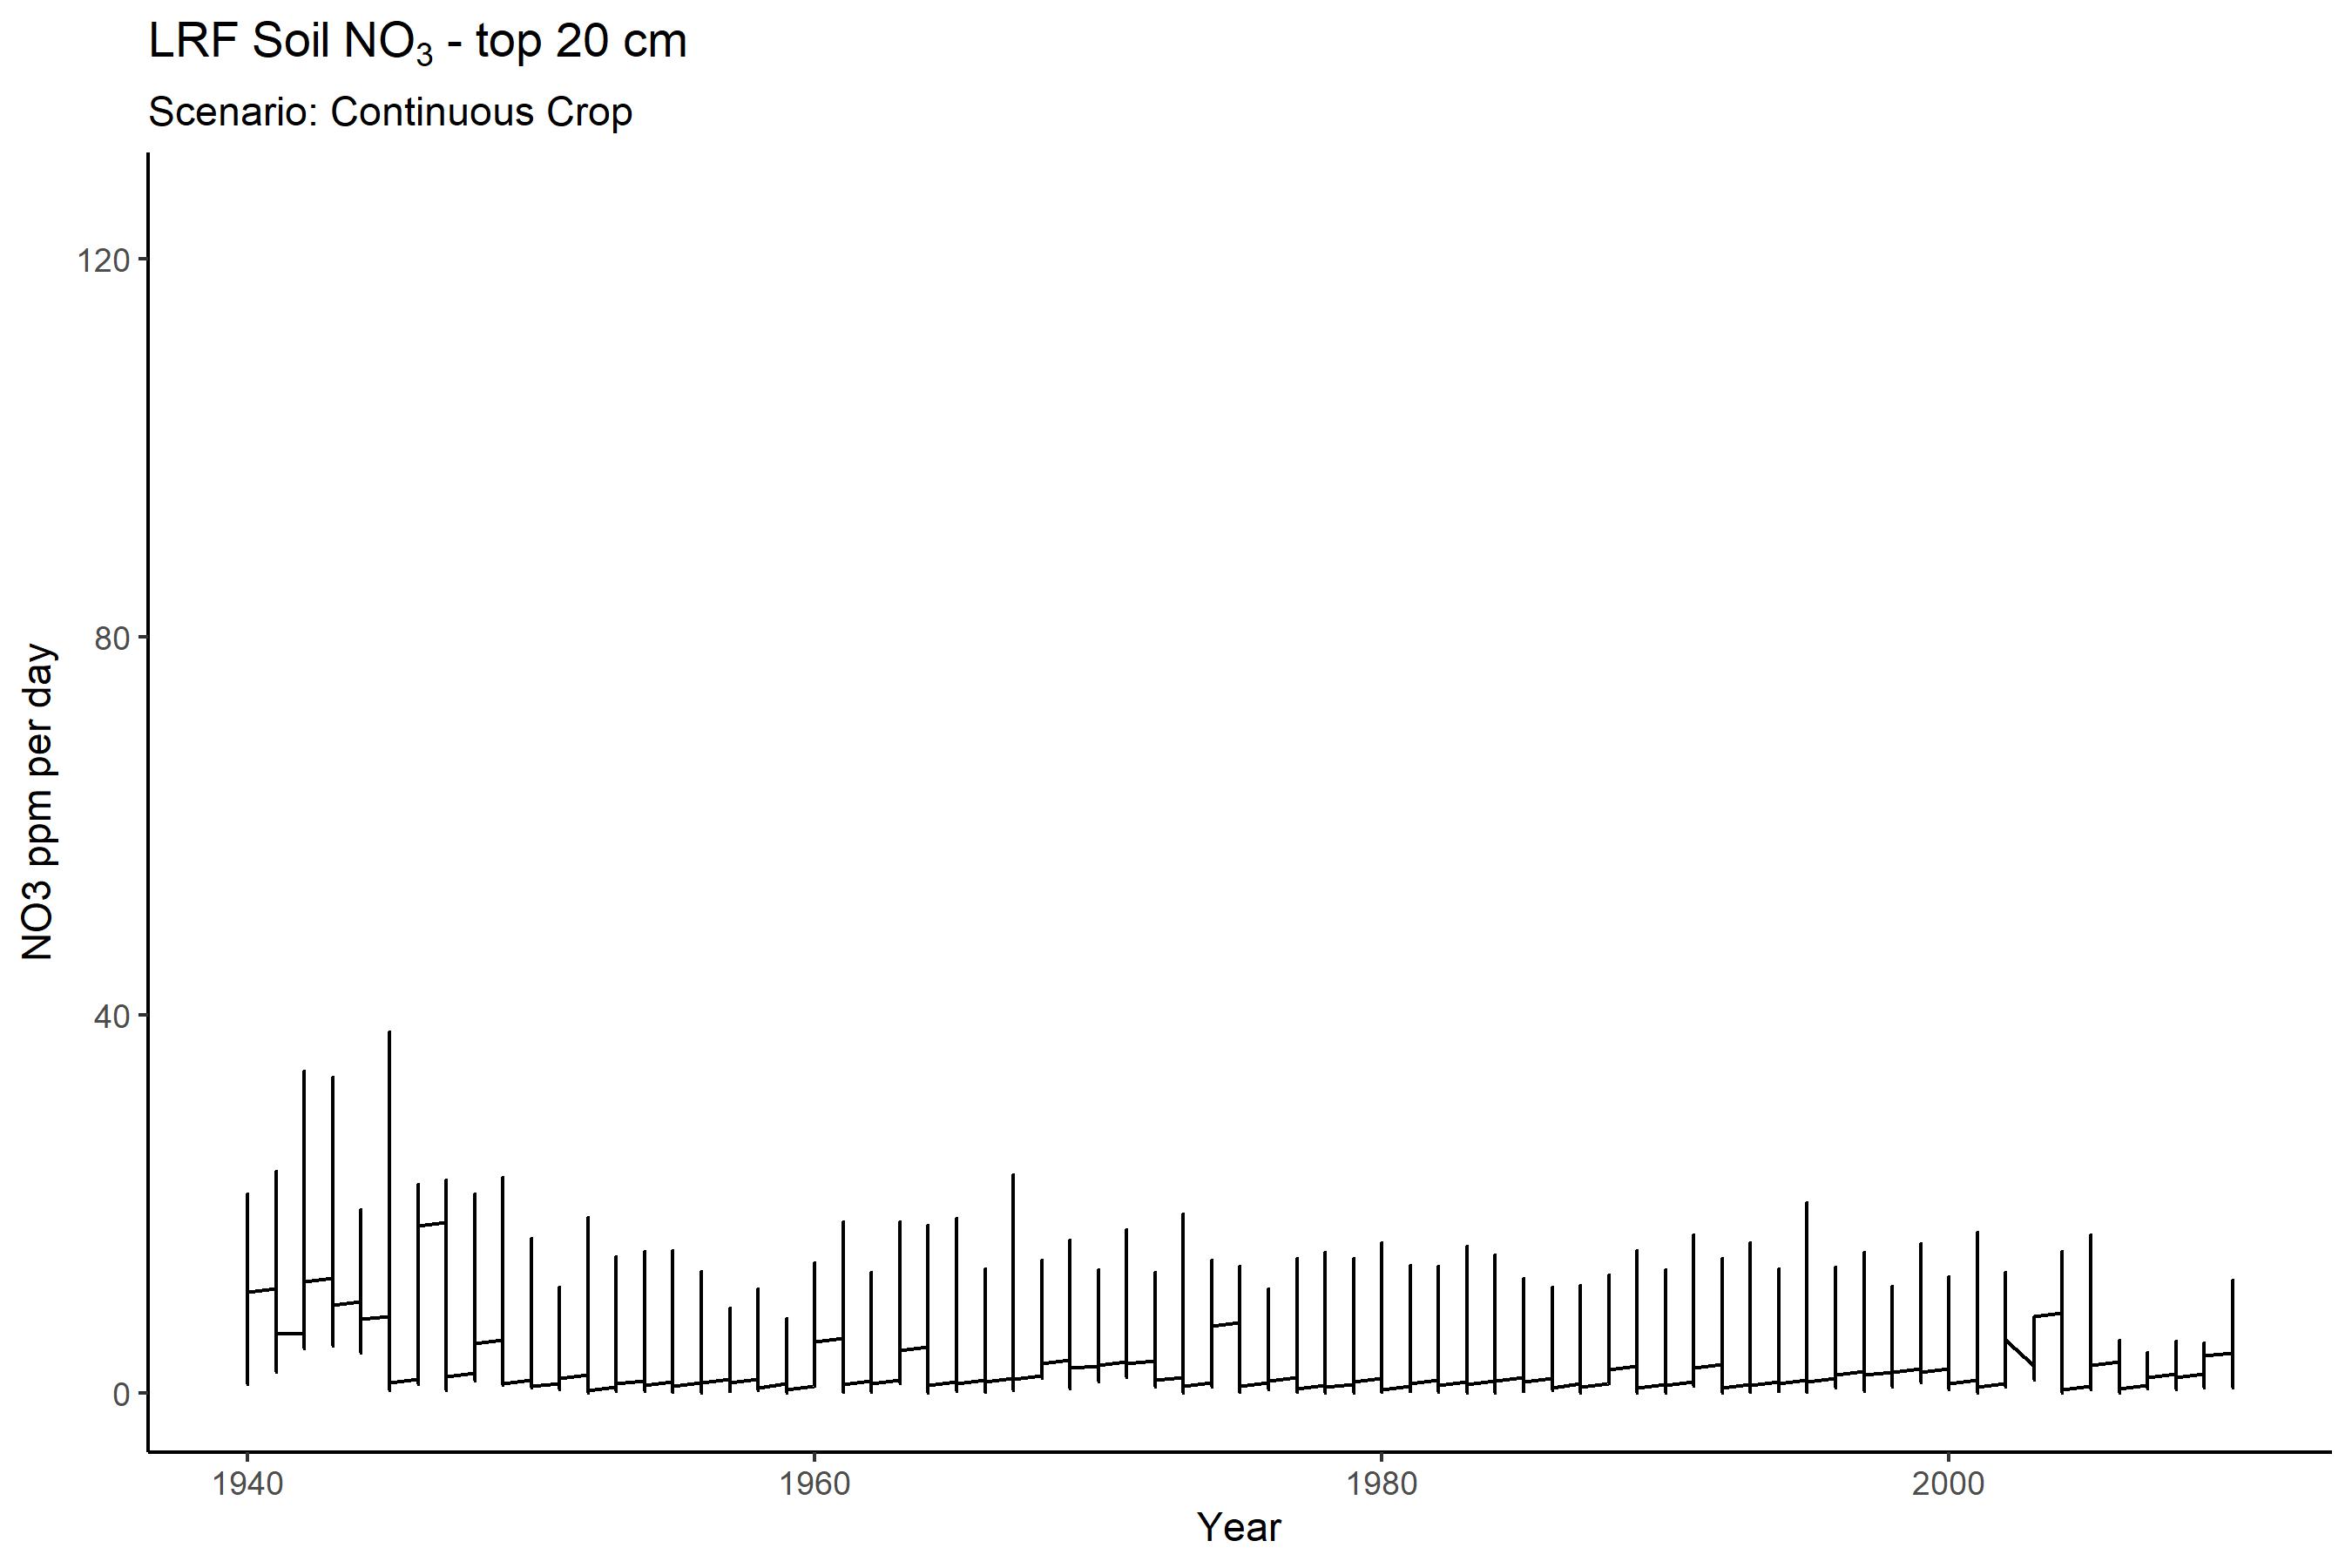 LRF Soil NO₃ - top 20 cm
Scenario: Continuous Crop
120
80
40
0
NO3 ppm per day
1940 1960 1980 2000
Year